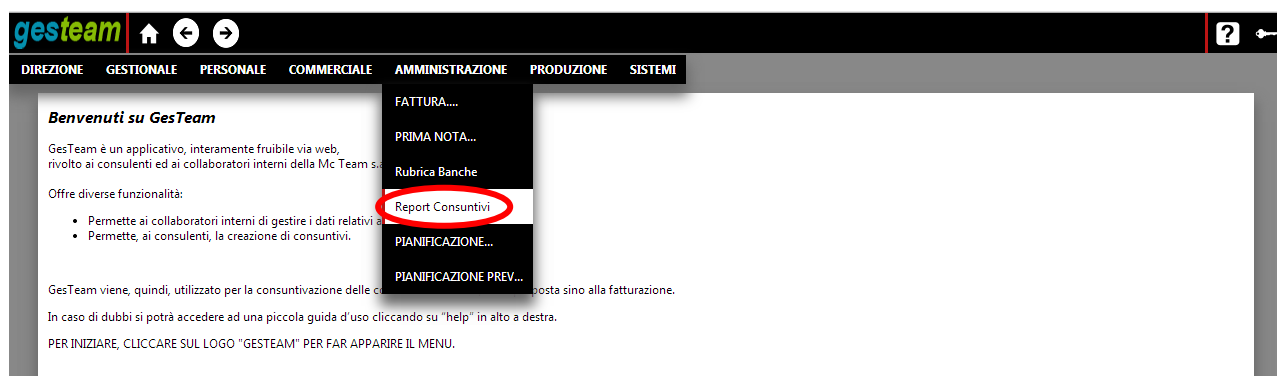 gesteam
?
DIREZIONE GESTIONALE PERSONALE COMMERCIALE AMMINISTRAZIONE PRODUZIONE SISTEMI
FATTURA....
PRIMA NOTA...
Rubrica Banche
Report Consuntivi
PIANIFICAZIONE...
PIANIFICAZIONE PREV...
Benvenuti su GesTeam
GesTeam è un applicativo, interamente fruibile via web,
rivolto ai consulenti ed ai collaboratori interni della Mc Team s.
Offre diverse funzionalità:
• Permette ai collaboratori interni di gestire i dati relativi
• Permette, ai consulenti, la creazione di consuntivi.
GesTeam viene, quindi, utilizzato per la consuntivazione delle posta sino alla fatturazione.
In caso di dubbi si potrà accedere ad una piccola guida d'uso cliccando su "help" in alto a destra.
PER INIZIARE, CLICCARE SUL LOGO "GESTEAM" PER FAR APPARIRE IL MENU.